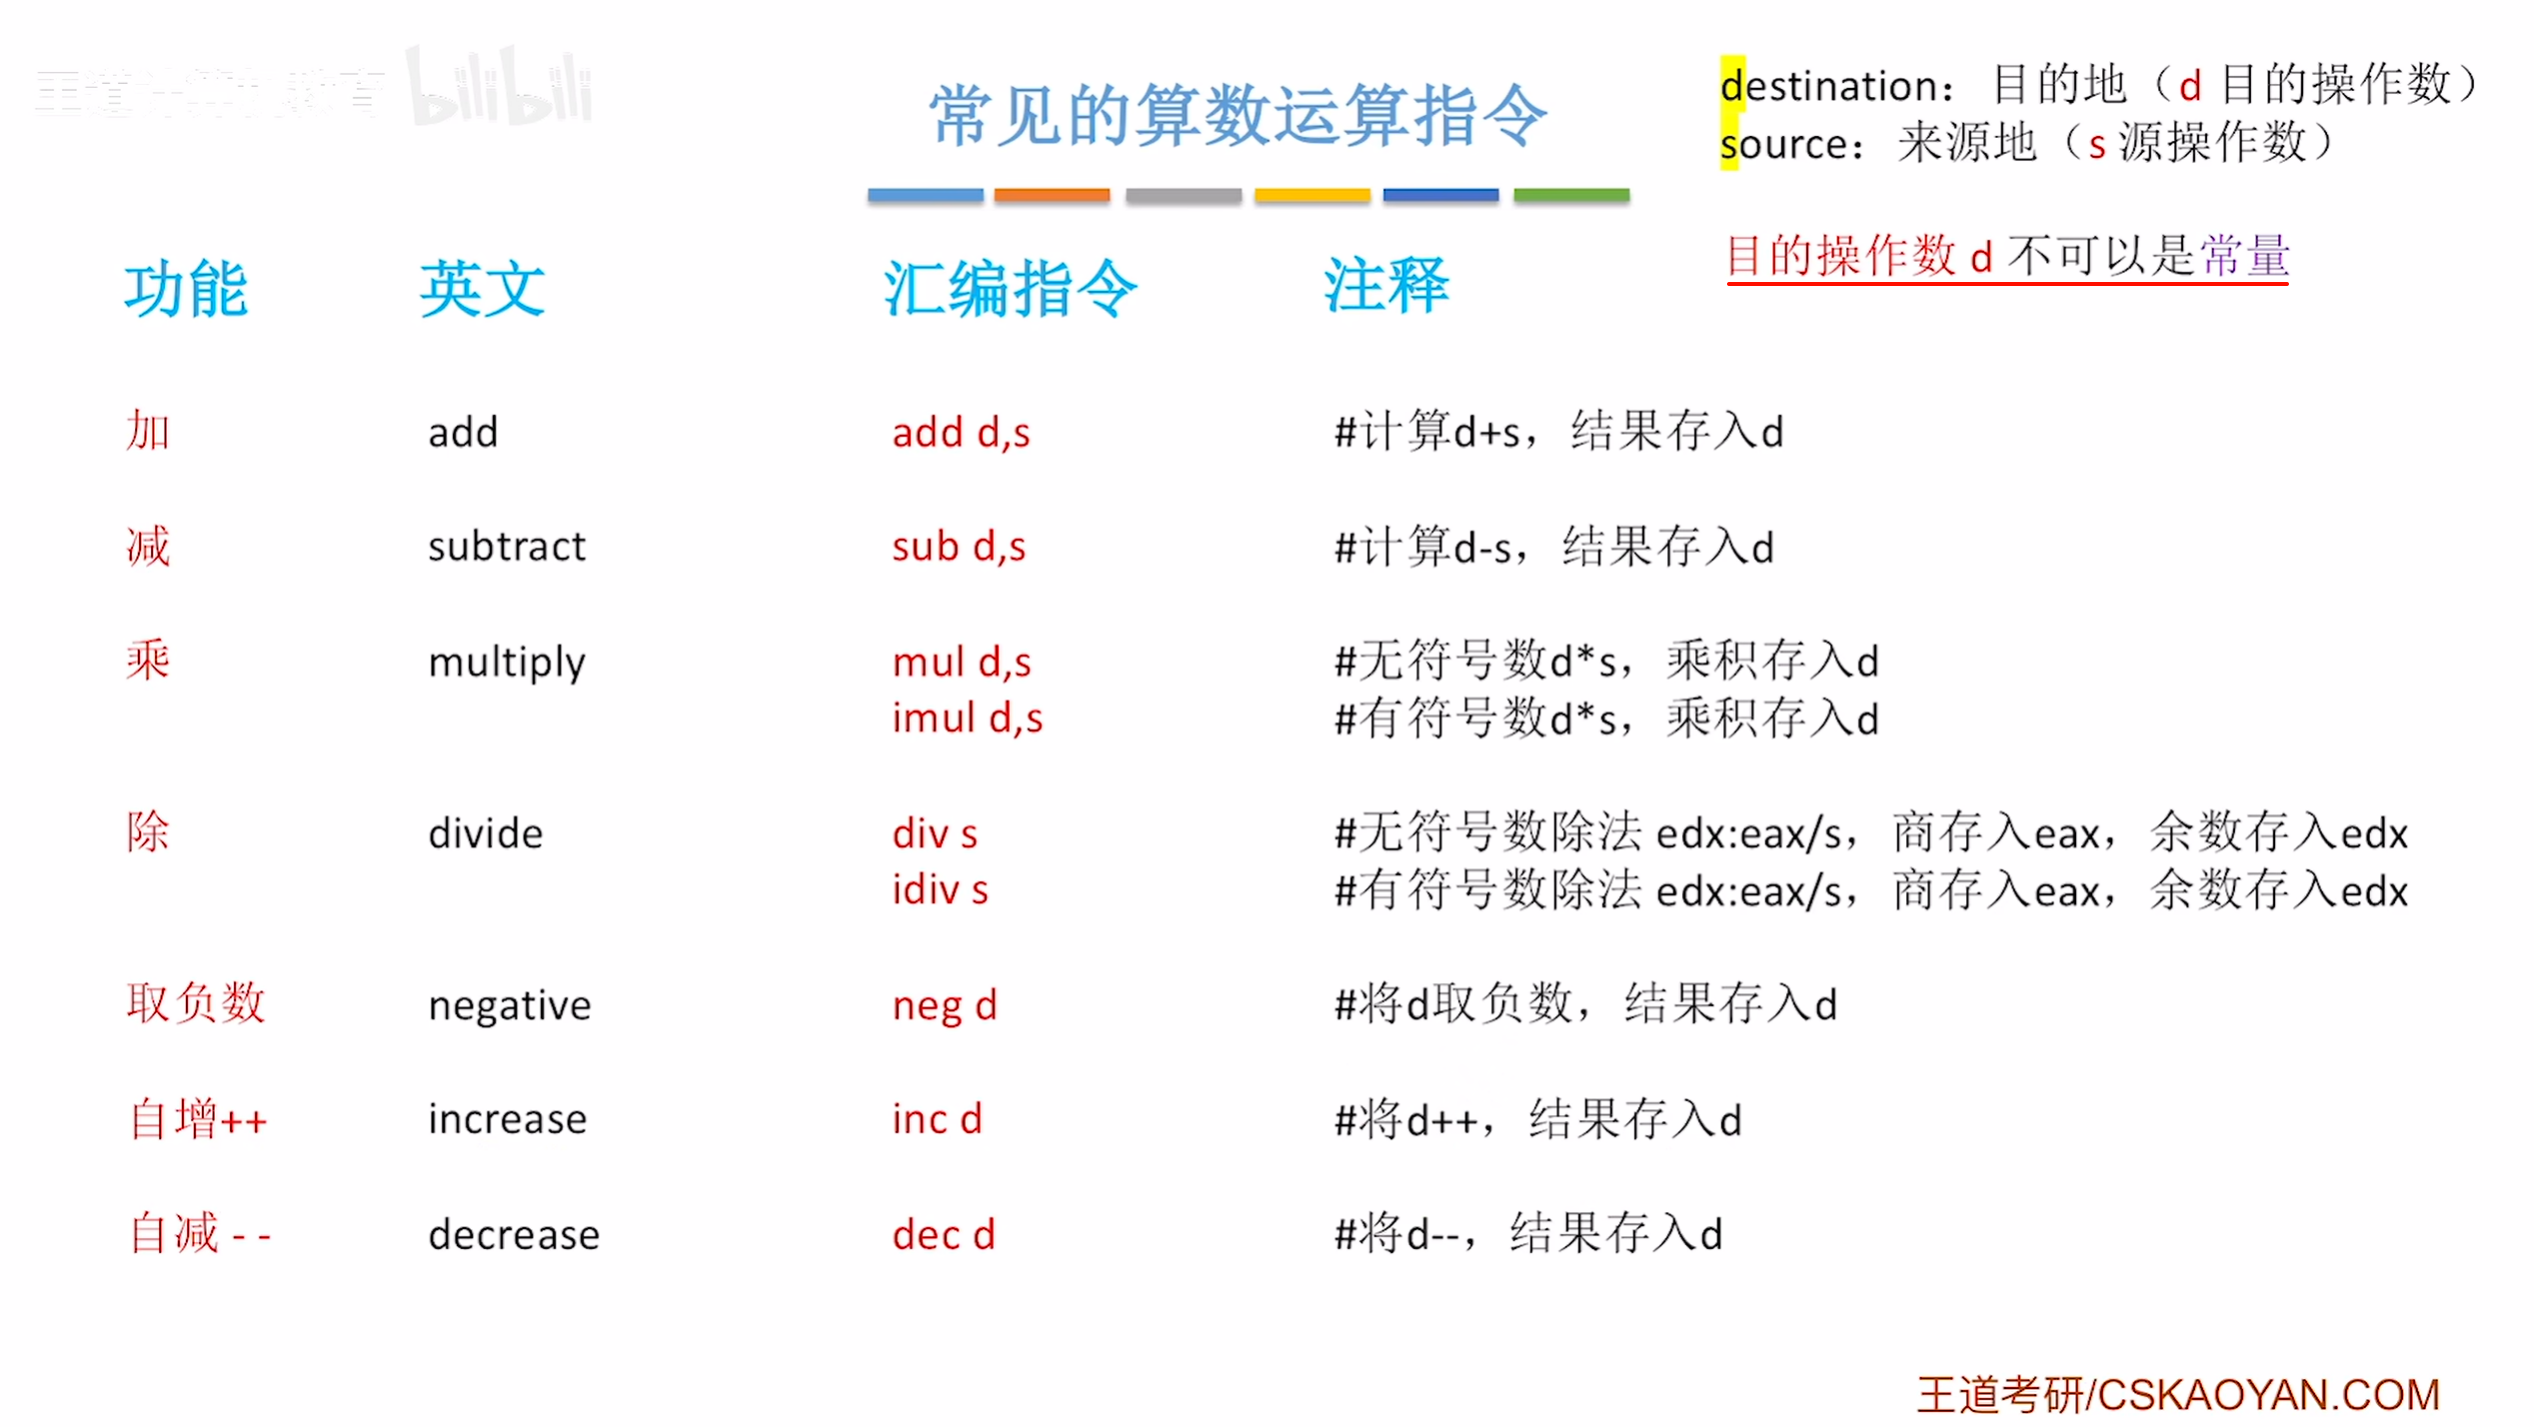 王道计算机教育 bilibili
常见的算数运算指令
destination：目的地（d 目的操作数）
source：来源地（s 源操作数）
目的操作数 d 不可以是常量
功能 英文 汇编指令 注释
加 add add d,s #计算d+s，结果存入d
减 subtract sub d,s #计算d-s，结果存入d
乘 multiply mul d,s #无符号数d*s，乘积存入d
imul d,s #有符号数d*s，乘积存入d
除 divide div s #无符号数除法 edx:eax/s，商存入eax，余数存入edx
idiv s #有符号数除法 edx:eax/s，商存入eax，余数存入edx
取负数 negative neg d #将d取负数，结果存入d
自增++ increase inc d #将d++，结果存入d
自减 - - decrease dec d #将d--，结果存入d
王道考研/CSKAOYAN.COM